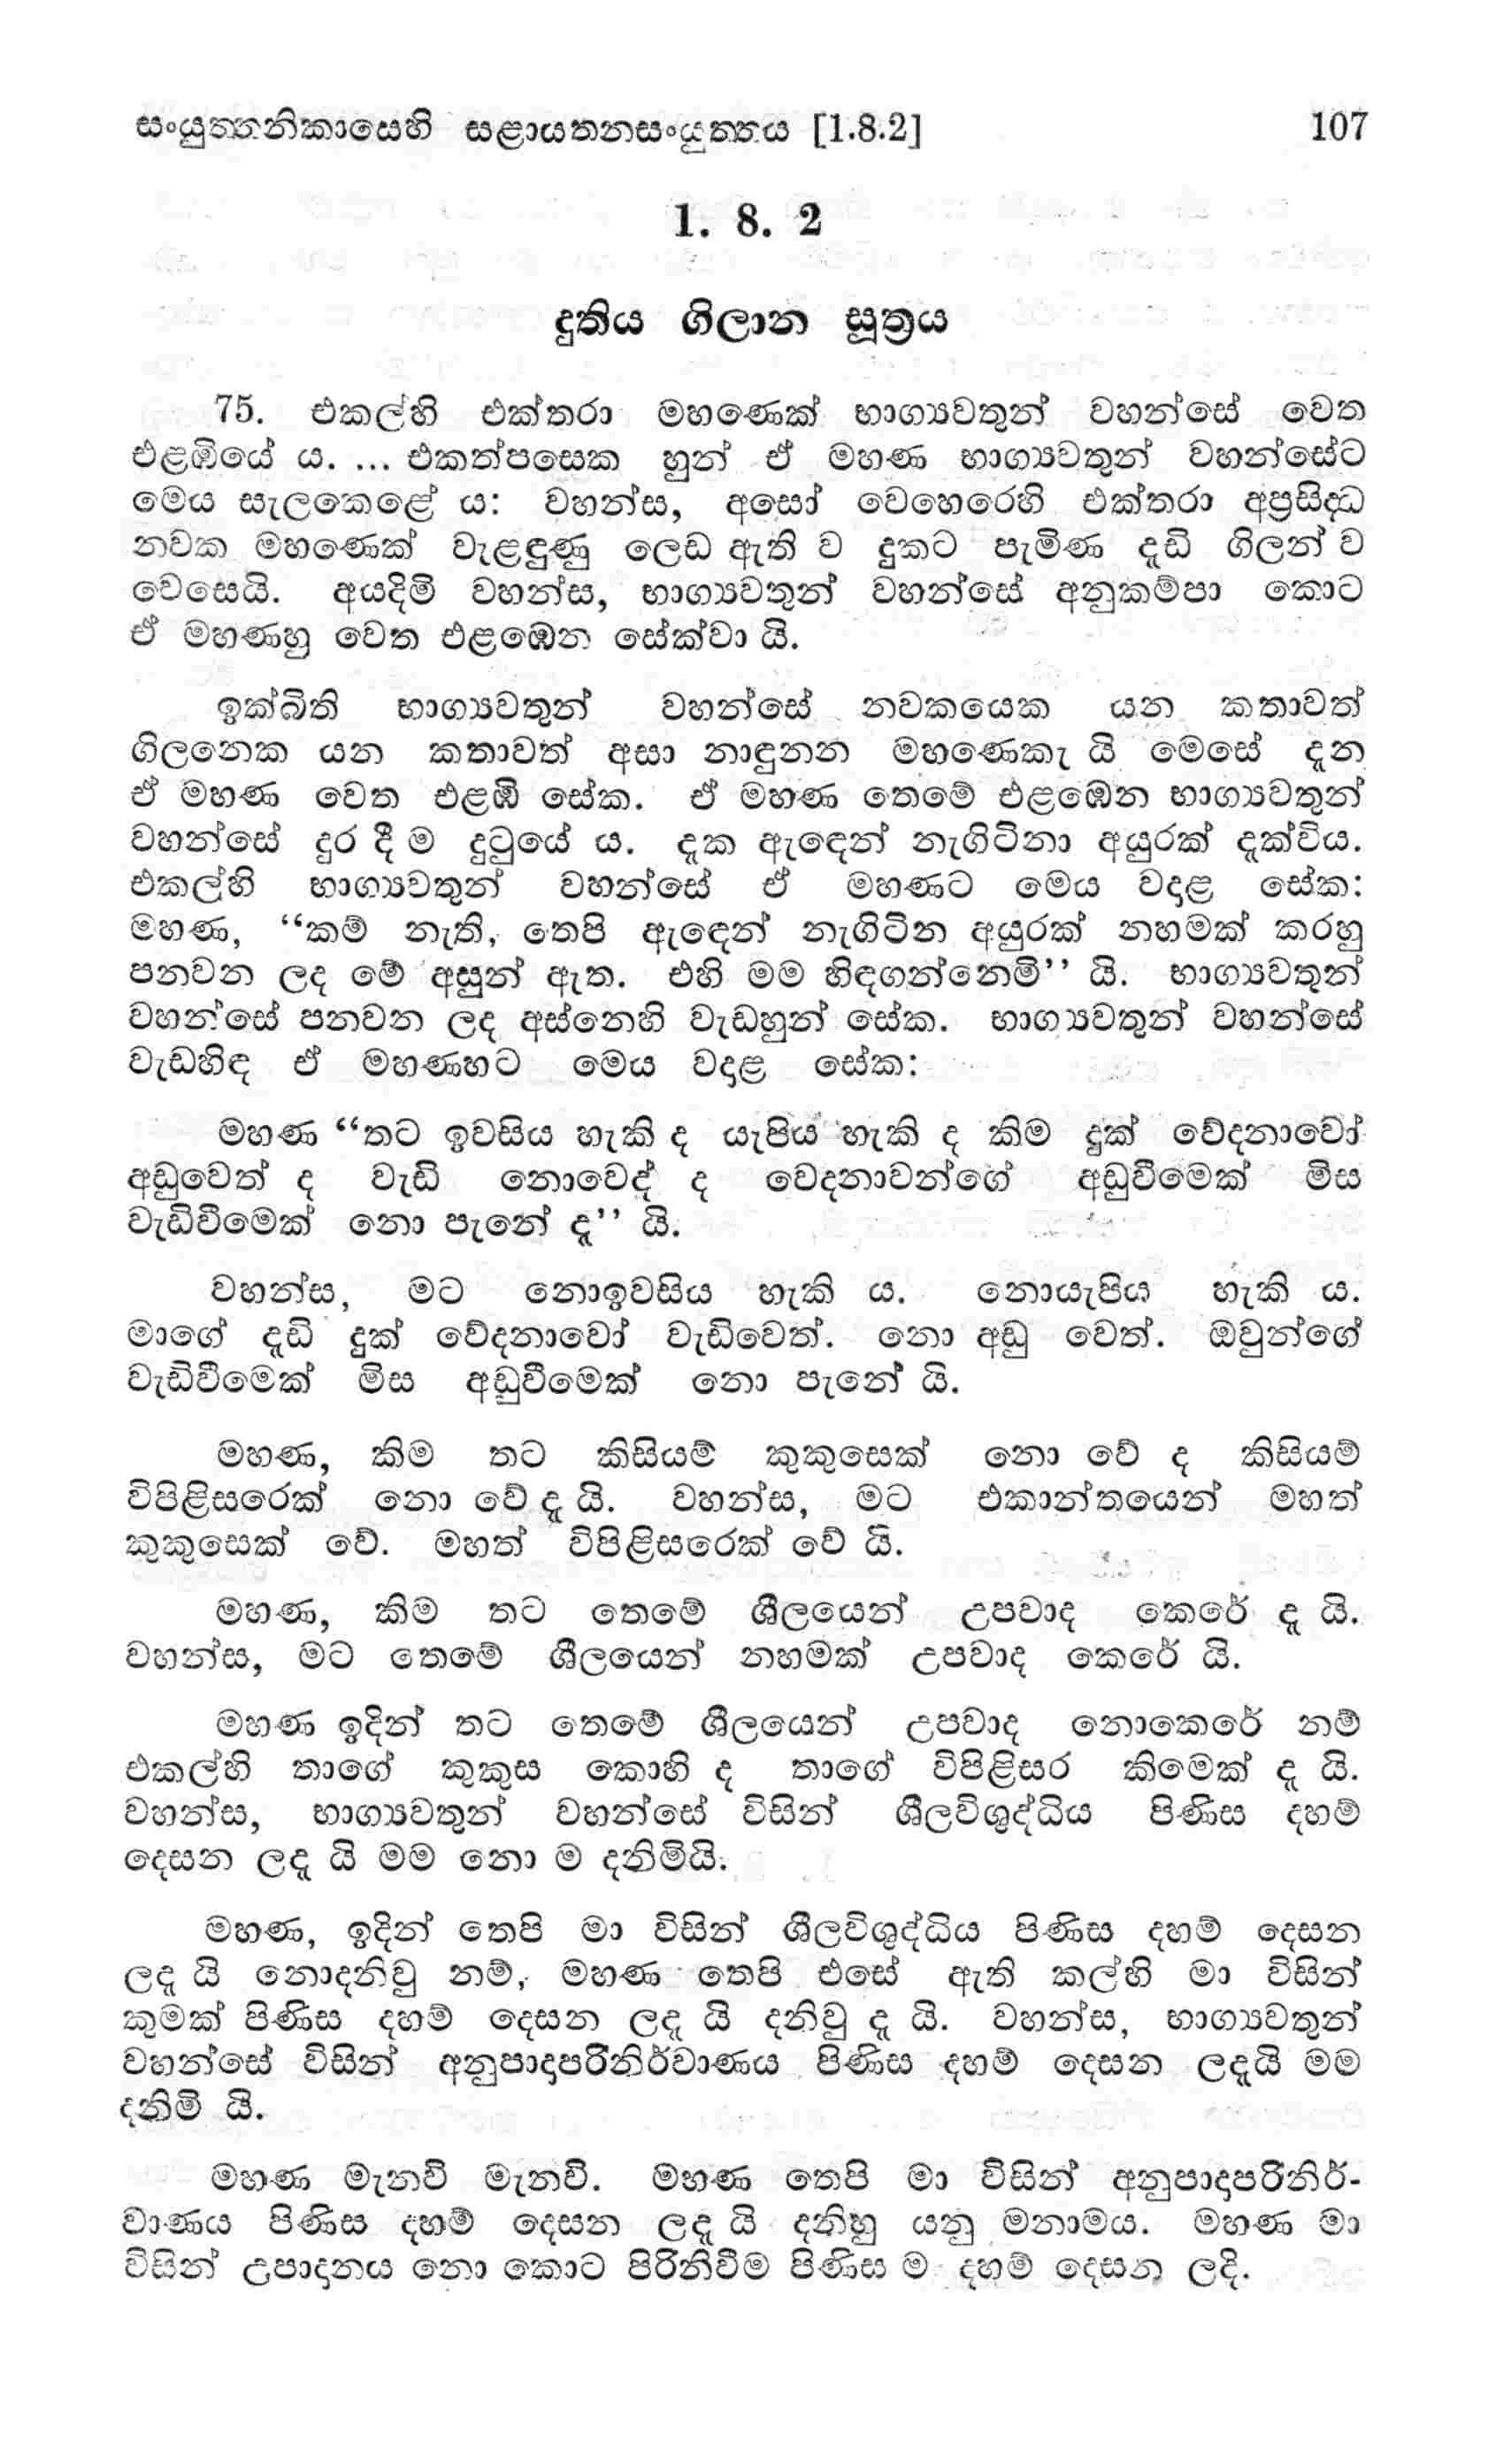 සංයුත්තනිකායෙහි සළායතනසංයුත්තය [1.8.2] 107
1. 8. 2
දුතිය ගිලාන සූත්‍රය
75. එකල්හි එක්තරා මහණෙක් භාග්‍යවතුන් වහන්සේ වෙත
එළඹියේ ය. ... එකත්පසෙක හුන් ඒ මහණ භාග්‍යවතුන් වහන්සේට
මෙය සැලකෙළේ ය: වහන්ස, අසෝ වෙහෙරෙහි එක්තරා අප්‍රසිද්ධ
නවක මහණෙක් වැළඳුණු ලෙඩ ඇති ව දුකට පැමිණ දැඩි ගිලන් ව
වෙසෙයි. අයදිමි වහන්ස, භාග්‍යවතුන් වහන්සේ අනුකම්පා කොට
ඒ මහණහු වෙත එළඹෙන සේක්වා යි.
ඉක්බිති භාග්‍යවතුන් වහන්සේ නවකයෙක යන කතාවත්
ගිලනෙක යන කතාවත් අසා නාඳුනන මහණෙකැ යි මෙසේ දැන
ඒ මහණ වෙත එළඹි සේක. ඒ මහණ තෙමේ එළඹෙන භාග්‍යවතුන්
වහන්සේ දුර දී ම දුටුයේ ය. දැක ඇඳෙන් නැගිටිනා අයුරක් දැක්විය.
එකල්හි භාග්‍යවතුන් වහන්සේ ඒ මහණට මෙය වදාළ සේක:
මහණ, “කම් නැති, තෙපි ඇඳෙන් නැගිටින අයුරක් නහමක් කරහු
පනවන ලද මේ අසුන් ඇත. එහි මම හිඳගන්නෙමි’’ යි. භාග්‍යවතුන්
වහන්සේ පනවන ලද අස්නෙහි වැඩහුන් සේක. භාග්‍යවතුන් වහන්සේ
වැඩහිඳ ඒ මහණහට මෙය වදාළ සේක:
මහණ “තට ඉවසිය හැකි ද යැපිය හැකි ද කිම දුක් වේදනාවෝ
අඩුවෙත් ද වැඩි නොවෙද් ද වෙදනාවන්ගේ අඩුවීමෙක් මිස
වැඩිවීමෙක් නො පැනේ දැ’’ යි.
වහන්ස, මට නොඉවසිය හැකි ය. නොයැපිය හැකි ය.
මාගේ දැඩි දුක් වේදනාවෝ වැඩිවෙත්. නො අඩු වෙත්. ඔවුන්ගේ
වැඩිවීමෙක් මිස අඩුවීමෙක් නො පැනේ යි.
මහණ, කිම තට කිසියම් කුකුසෙක් නො වේ ද කිසියම්
විපිළිසරෙක් නො වේ දැ යි. වහන්ස, මට එකාන්තයෙන් මහත්
කුකුසෙක් වේ. මහත් විපිළිසරෙක් වේ යි.
මහණ, කිම තට තෙමේ ශීලයෙන් උපවාද කෙරේ දැ යි.
වහන්ස, මට තෙමේ ශීලයෙන් නහමක් උපවාද කෙරේ යි.
මහණ ඉදින් තට තෙමේ ශීලයෙන් උපවාද නොකෙරේ නම්
එකල්හි තාගේ කුකුස කොහි ද තාගේ විපිළිසර කිමෙක් දැ යි.
වහන්ස, භාග්‍යවතුන් වහන්සේ විසින් ශීලවිශුද්ධිය පිණිස දහම්
දෙසන ලදැ යි මම නො ම දනිමියි.
මහණ, ඉදින් තෙපි මා විසින් ශීලවිශුද්ධිය පිණිස දහම් දෙසන
ලදැ යි නොදනිවු නම්, මහණ තෙපි එසේ ඇති කල්හි මා විසින්
කුමක් පිණිස දහම් දෙසන ලදැ යි දනිවු දැ යි. වහන්ස, භාග්‍යවතුන්
වහන්සේ විසින් අනුපාදාපරිනිර්වාණය පිණිස දහම් දෙසන ලදැයි මම
දනිමි යි.
මහණ මැනවි මැනවි. මහණ තෙපි මා විසින් අනුපාදාපරිනිර්-
වාණය පිණිස දහම් දෙසන ලදැ යි දනිහු යනු මනාමය. මහණ මා
විසින් උපාදානය නො කොට පිරිනිවීම පිණිස ම දහම් දෙසන ලදි.